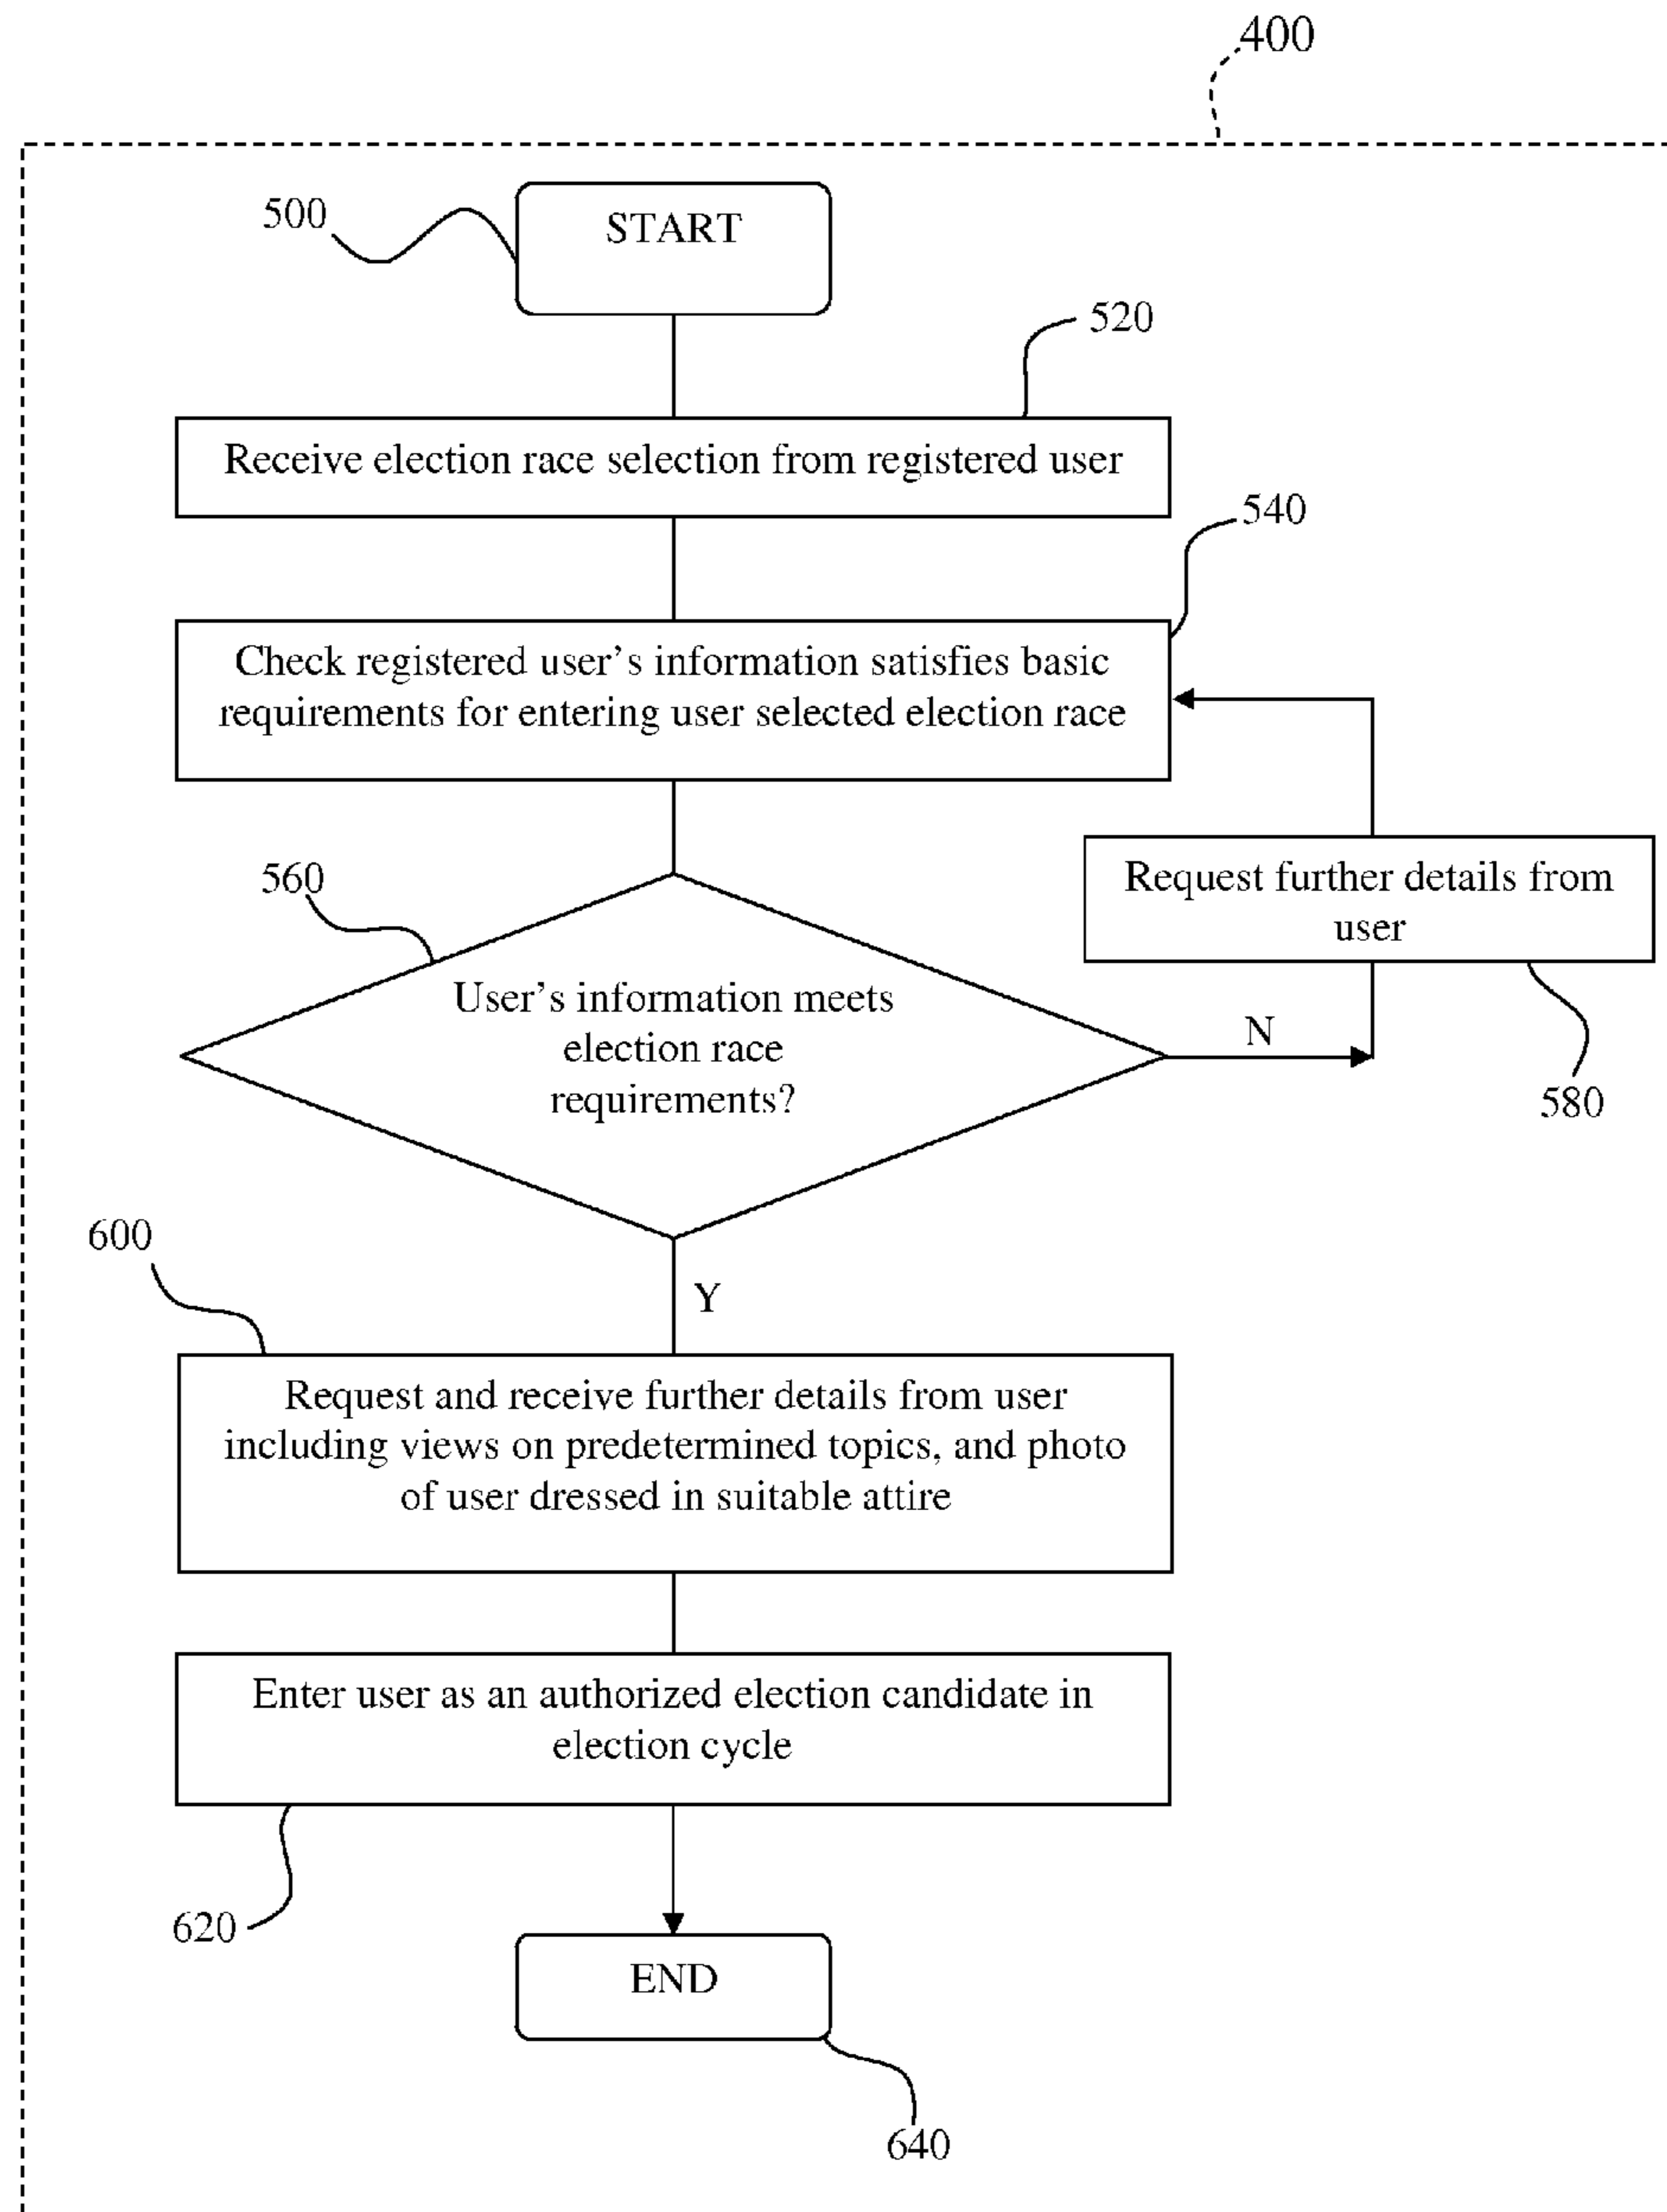 400
500
START
520
Receive election race selection from registered user
540
Check registered user’s information satisfies basic
requirements for entering user selected election race
560
Request further details from
user
User’s information meets
election race
requirements?
N
580
600
Y
Request and receive further details from user
including views on predetermined topics, and photo
of user dressed in suitable attire
Enter user as an authorized election candidate in
election cycle
620
END
640